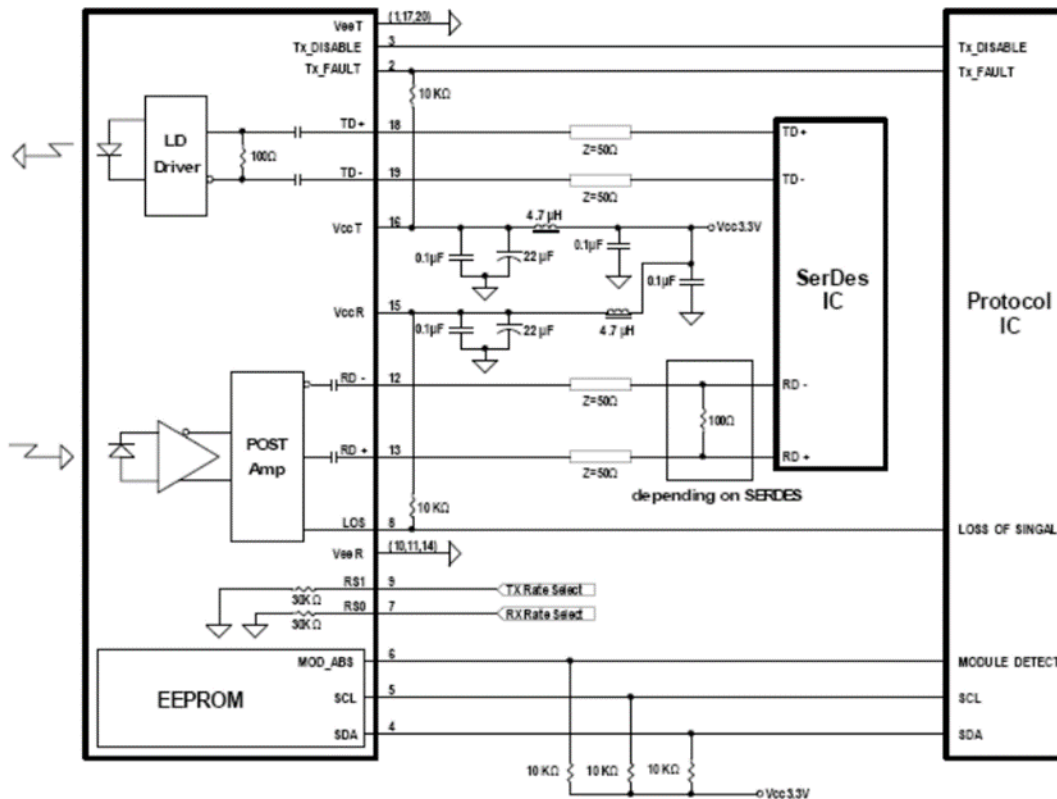 VeeT (1,17,20)
Tx_DISABLE 3 Tx_DISABLE
Tx_FAULT 2 Tx_FAULT
10 KΩ
LD
Driver
100Ω
TD+ 18 Z=50Ω TD+
TD- 19 Z=50Ω TD-
VccT 16 4.7 µH Vcc3.3V
0.1µF 22 µF 0.1µF 0.1µF
SerDes
IC
Protocol
IC
VccR 15 4.7 µH
0.1µF 22 µF
RD - 12 Z=50Ω RD -
POST
Amp
100Ω
RD + 13 Z=50Ω RD +
depending on SERDES
10 KΩ
LOS 8 LOSS OF SINGAL
VeeR (10,11,14)
RS1 9 TX Rate Select
30KΩ
RS0 7 RX Rate Select
30KΩ
MOD_ABS 6 MODULE DETECT
EEPROM
SCL 5 SCL
SDA 4 SDA
10 KΩ 10 KΩ 10 KΩ
Vcc3.3V